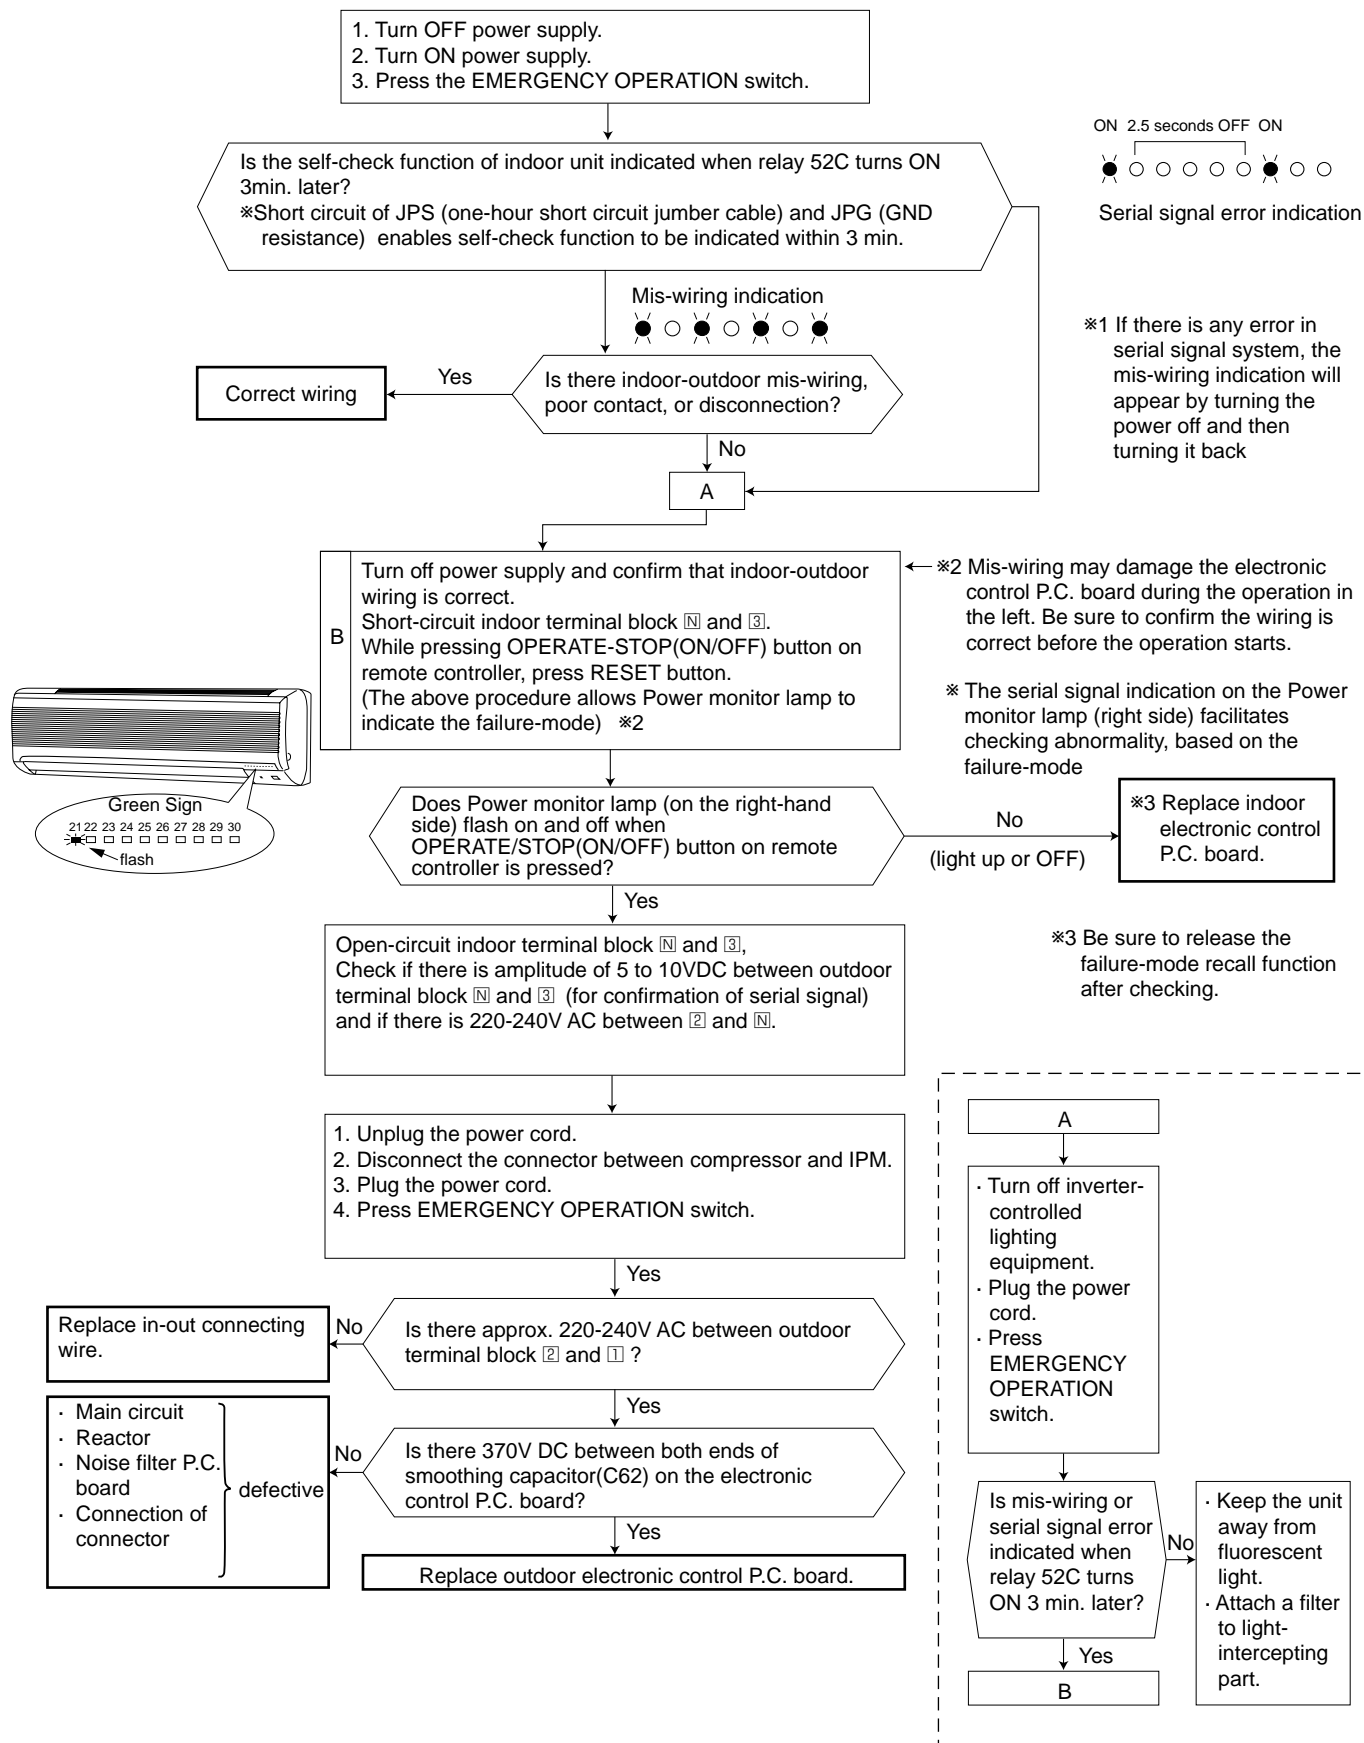 1. Turn OFF power supply.
2. Turn ON power supply.
3. Press the EMERGENCY OPERATION switch.
ON 2.5 seconds OFF ON
Serial signal error indication
Is the self-check function of indoor unit indicated when relay 52C turns ON
3min. later?
※Short circuit of JPS (one-hour short circuit jumber cable) and JPG (GND
resistance) enables self-check function to be indicated within 3 min.
Mis-wiring indication
※1 If there is any error in
serial signal system, the
mis-wiring indication will
appear by turning the
power off and then
turning it back
Is there indoor-outdoor mis-wiring,
poor contact, or disconnection?
Yes
Correct wiring
No
A
B
Turn off power supply and confirm that indoor-outdoor
wiring is correct.
Short-circuit indoor terminal block N and 3.
While pressing OPERATE-STOP(ON/OFF) button on
remote controller, press RESET button.
(The above procedure allows Power monitor lamp to
indicate the failure-mode) ※2
※2 Mis-wiring may damage the electronic
control P.C. board during the operation in
the left. Be sure to confirm the wiring is
correct before the operation starts.
※ The serial signal indication on the Power
monitor lamp (right side) facilitates
checking abnormality, based on the
failure-mode
Green Sign
21 22 23 24 25 26 27 28 29 30
flash
Does Power monitor lamp (on the right-hand
side) flash on and off when
OPERATE/STOP(ON/OFF) button on remote
controller is pressed?
No
(light up or OFF)
※3 Replace indoor
electronic control
P.C. board.
Yes
※3 Be sure to release the
failure-mode recall function
after checking.
Open-circuit indoor terminal block N and 3,
Check if there is amplitude of 5 to 10VDC between outdoor
terminal block N and 3 (for confirmation of serial signal)
and if there is 220-240V AC between 2 and N.
1. Unplug the power cord.
2. Disconnect the connector between compressor and IPM.
3. Plug the power cord.
4. Press EMERGENCY OPERATION switch.
Yes
Is there approx. 220-240V AC between outdoor
terminal block 2 and 1 ?
No
Replace in-out connecting
wire.
Yes
Is there 370V DC between both ends of
smoothing capacitor(C62) on the electronic
control P.C. board?
No
· Main circuit
· Reactor
· Noise filter P.C.
board
· Connection of
connector
defective
Yes
Replace outdoor electronic control P.C. board.
A
· Turn off inverter-
controlled
lighting
equipment.
· Plug the power
cord.
· Press
EMERGENCY
OPERATION
switch.
Is mis-wiring or
serial signal error
indicated when
relay 52C turns
ON 3 min. later?
No
· Keep the unit
away from
fluorescent
light.
· Attach a filter
to light-
intercepting
part.
Yes
B